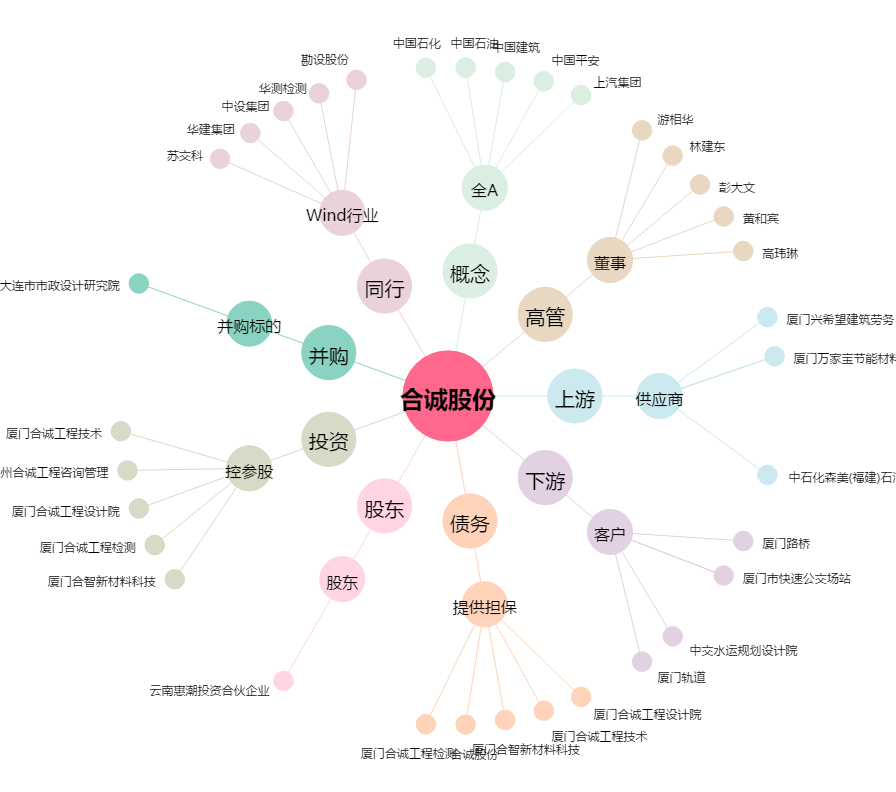 中国石化
中国石油
中国建筑
中国平安
上汽集团
全A
概念
勘设股份
华测检测
中设集团
华建集团
苏交科
Wind行业
同行
游相华
林建东
彭大文
黄和宾
高玮琳
董事
高管
大连市市政设计研究院
并购标的
并购
合诚股份
上游
供应商
厦门兴希望建筑劳务
厦门万家宝节能材料
中石化森美(福建)石油
投资
控参股
厦门合诚工程技术
州合诚工程咨询管理
厦门合诚工程设计院
厦门合诚工程检测
厦门合智新材料科技
下游
客户
厦门路桥
厦门市快速公交场站
中交水运规划设计院
厦门轨道
股东
股东
云南惠潮投资合伙企业
债务
提供担保
厦门合诚工程设计院
厦门合诚工程技术
厦门合智新材料科技
合诚股份
厦门合诚工程检测